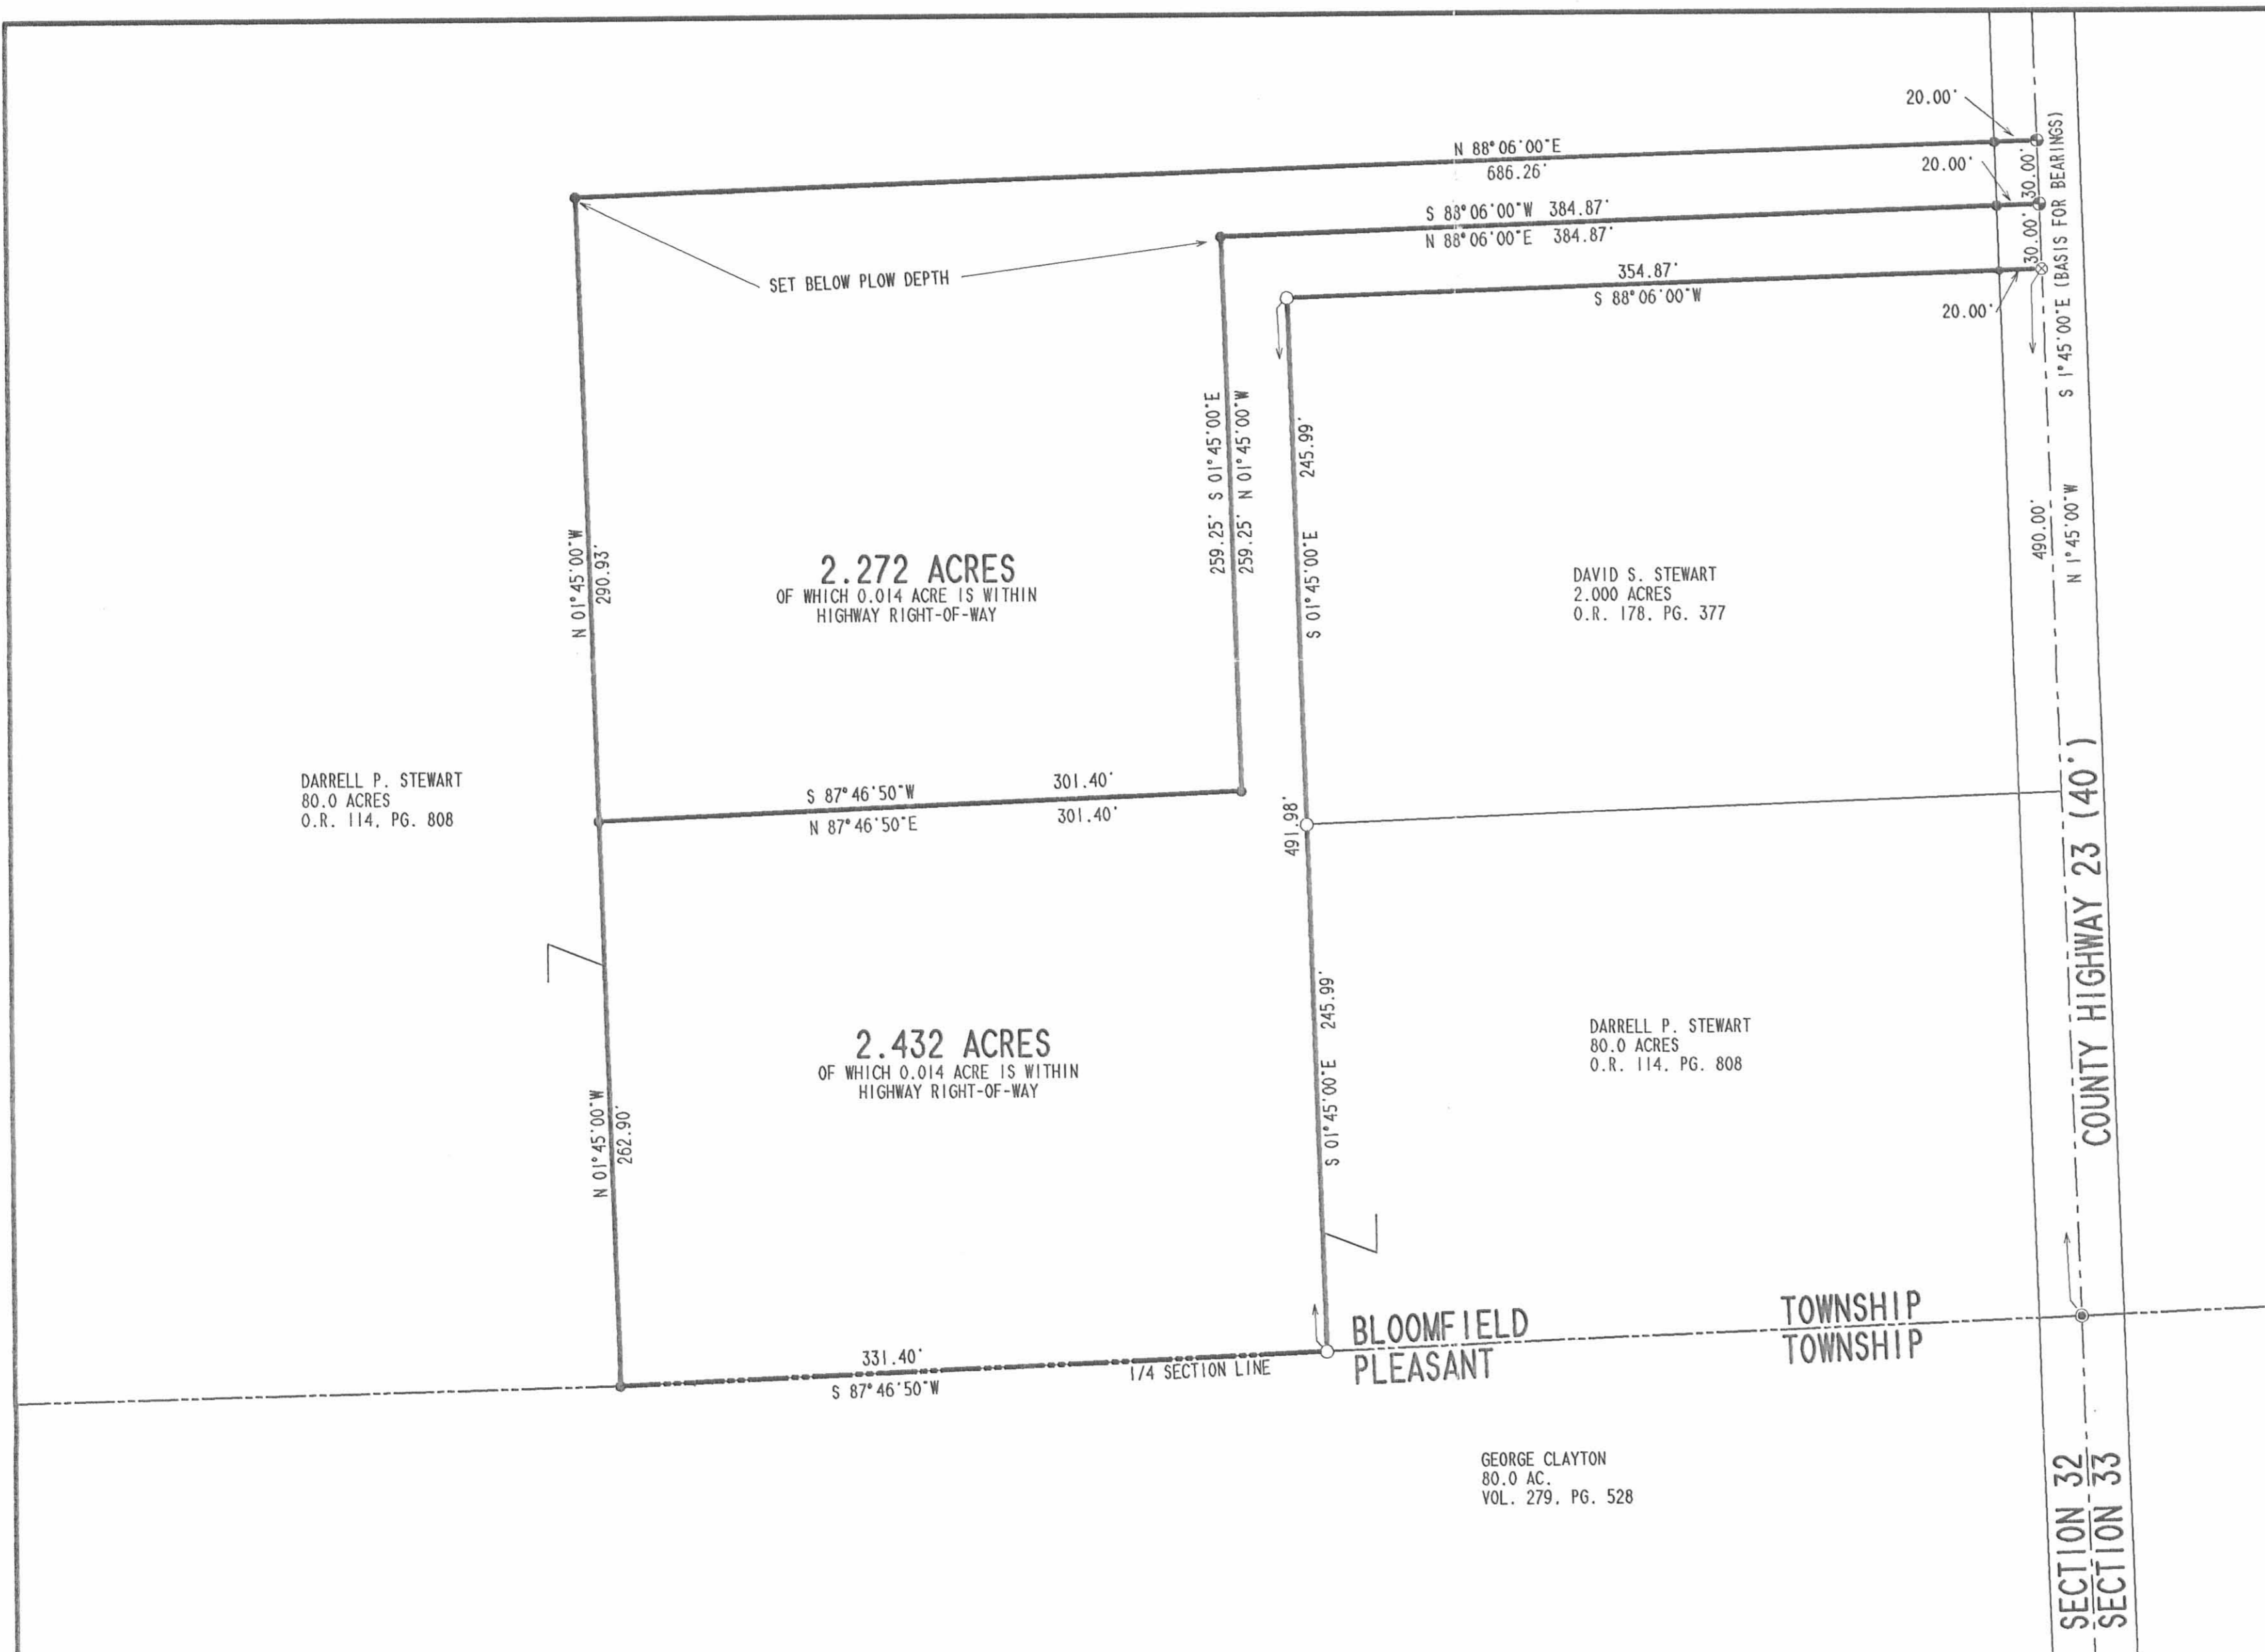 20.00'
N 88°06'00"E
686.26'
20.00'
30.00'
S 88°06'00"W 384.87'
N 88°06'00"E 384.87'
30.00'
354.87'
S 88°06'00"W
20.00'
S 1°45'00"E (BASIS FOR BEARINGS)
SET BELOW PLOW DEPTH
259.25' S 01°45'00"E
259.25' N 01°45'00"W
245.99'
S 01°45'00"E
490.00'
N 1°45'00"W
N 01°45'00"W
290.93'
2.272 ACRES
OF WHICH 0.014 ACRE IS WITHIN
HIGHWAY RIGHT-OF-WAY
DAVID S. STEWART
2.000 ACRES
O.R. 178, PG. 377
DARRELL P. STEWART
80.0 ACRES
O.R. 114, PG. 808
S 87°46'50"W 301.40'
N 87°46'50"E 301.40'
491.98'
COUNTY HIGHWAY 23 (40')
2.432 ACRES
OF WHICH 0.014 ACRE IS WITHIN
HIGHWAY RIGHT-OF-WAY
S 01°45'00"E 245.99'
DARRELL P. STEWART
80.0 ACRES
O.R. 114, PG. 808
N 01°45'00"W
262.90'
BLOOMFIELD TOWNSHIP
PLEASANT TOWNSHIP
331.40'
S 87°46'50"W
1/4 SECTION LINE
GEORGE CLAYTON
80.0 AC.
VOL. 279, PG. 528
SECTION 32
SECTION 33